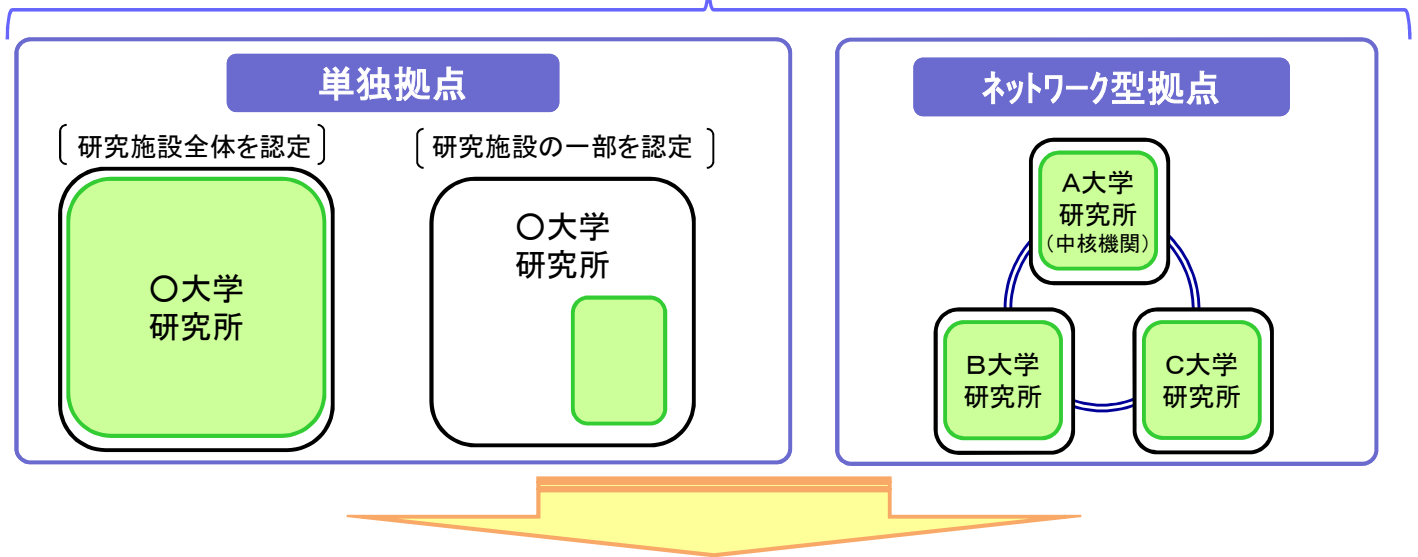 単独拠点
研究施設全体を認定
〇大学
研究所
研究施設の一部を認定
〇大学
研究所
ネットワーク型拠点
A大学
研究所
(中核機関)
B大学
研究所
C大学
研究所